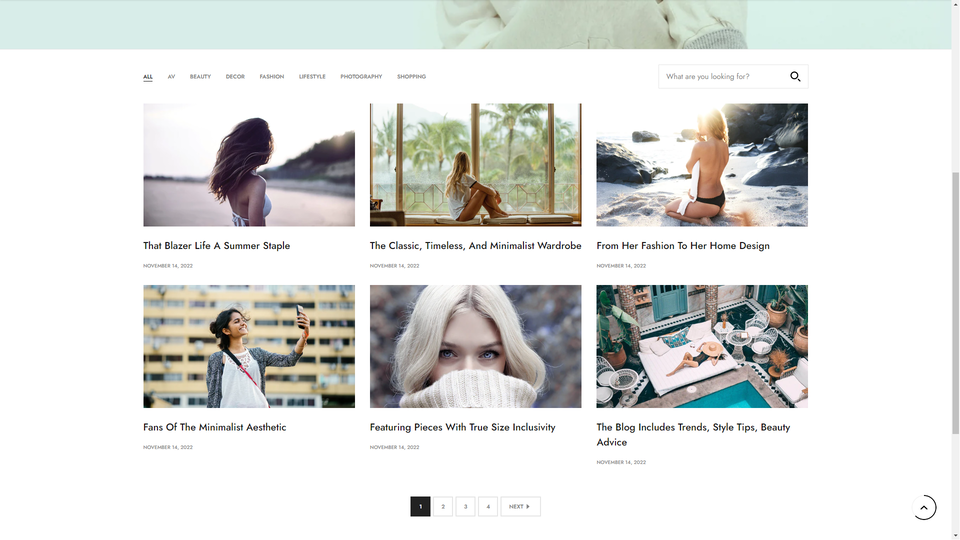 ALL AV BEAUTY DECOR FASHION LIFESTYLE PHOTOGRAPHY SHOPPING What are you looking for?
That Blazer Life A Summer Staple
NOVEMBER 14, 2022
The Classic, Timeless, And Minimalist Wardrobe
NOVEMBER 14, 2022
From Her Fashion To Her Home Design
NOVEMBER 14, 2022
Fans Of The Minimalist Aesthetic
NOVEMBER 14, 2022
Featuring Pieces With True Size Inclusivity
NOVEMBER 14, 2022
The Blog Includes Trends, Style Tips, Beauty
Advice
NOVEMBER 14, 2022
1 2 3 4 NEXT